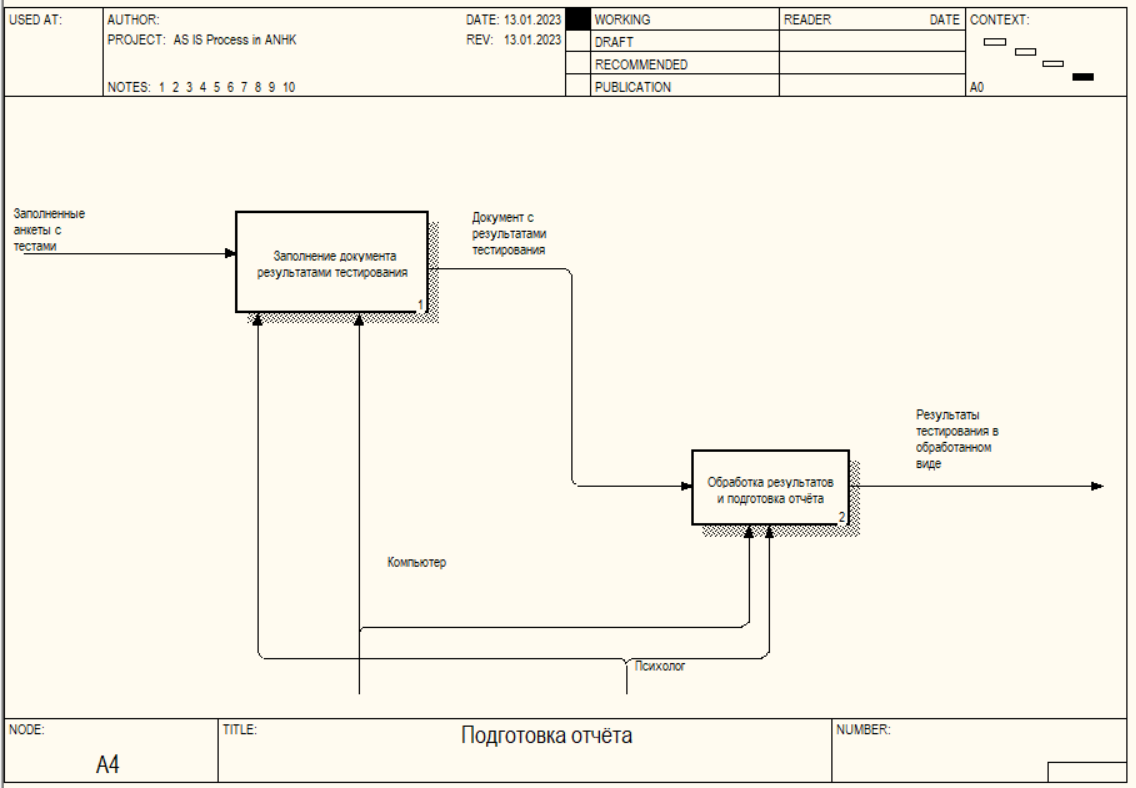 USED AT:
AUTHOR:
DATE: 13.01.2023
WORKING
READER
DATE
CONTEXT:
PROJECT: AS IS Process in ANHK
REV: 13.01.2023
DRAFT
RECOMMENDED
NOTES: 1 2 3 4 5 6 7 8 9 10
PUBLICATION
A0
Заполненные
анкеты с
тестами
Заполнение документа
результатами тестирования
1
Документ с
результатами
тестирования
Результаты
тестирования в
обработанном
виде
Обработка результатов
и подготовка отчёта
2
Компьютер
Психолог
NODE:
A4
TITLE:
Подготовка отчёта
NUMBER: